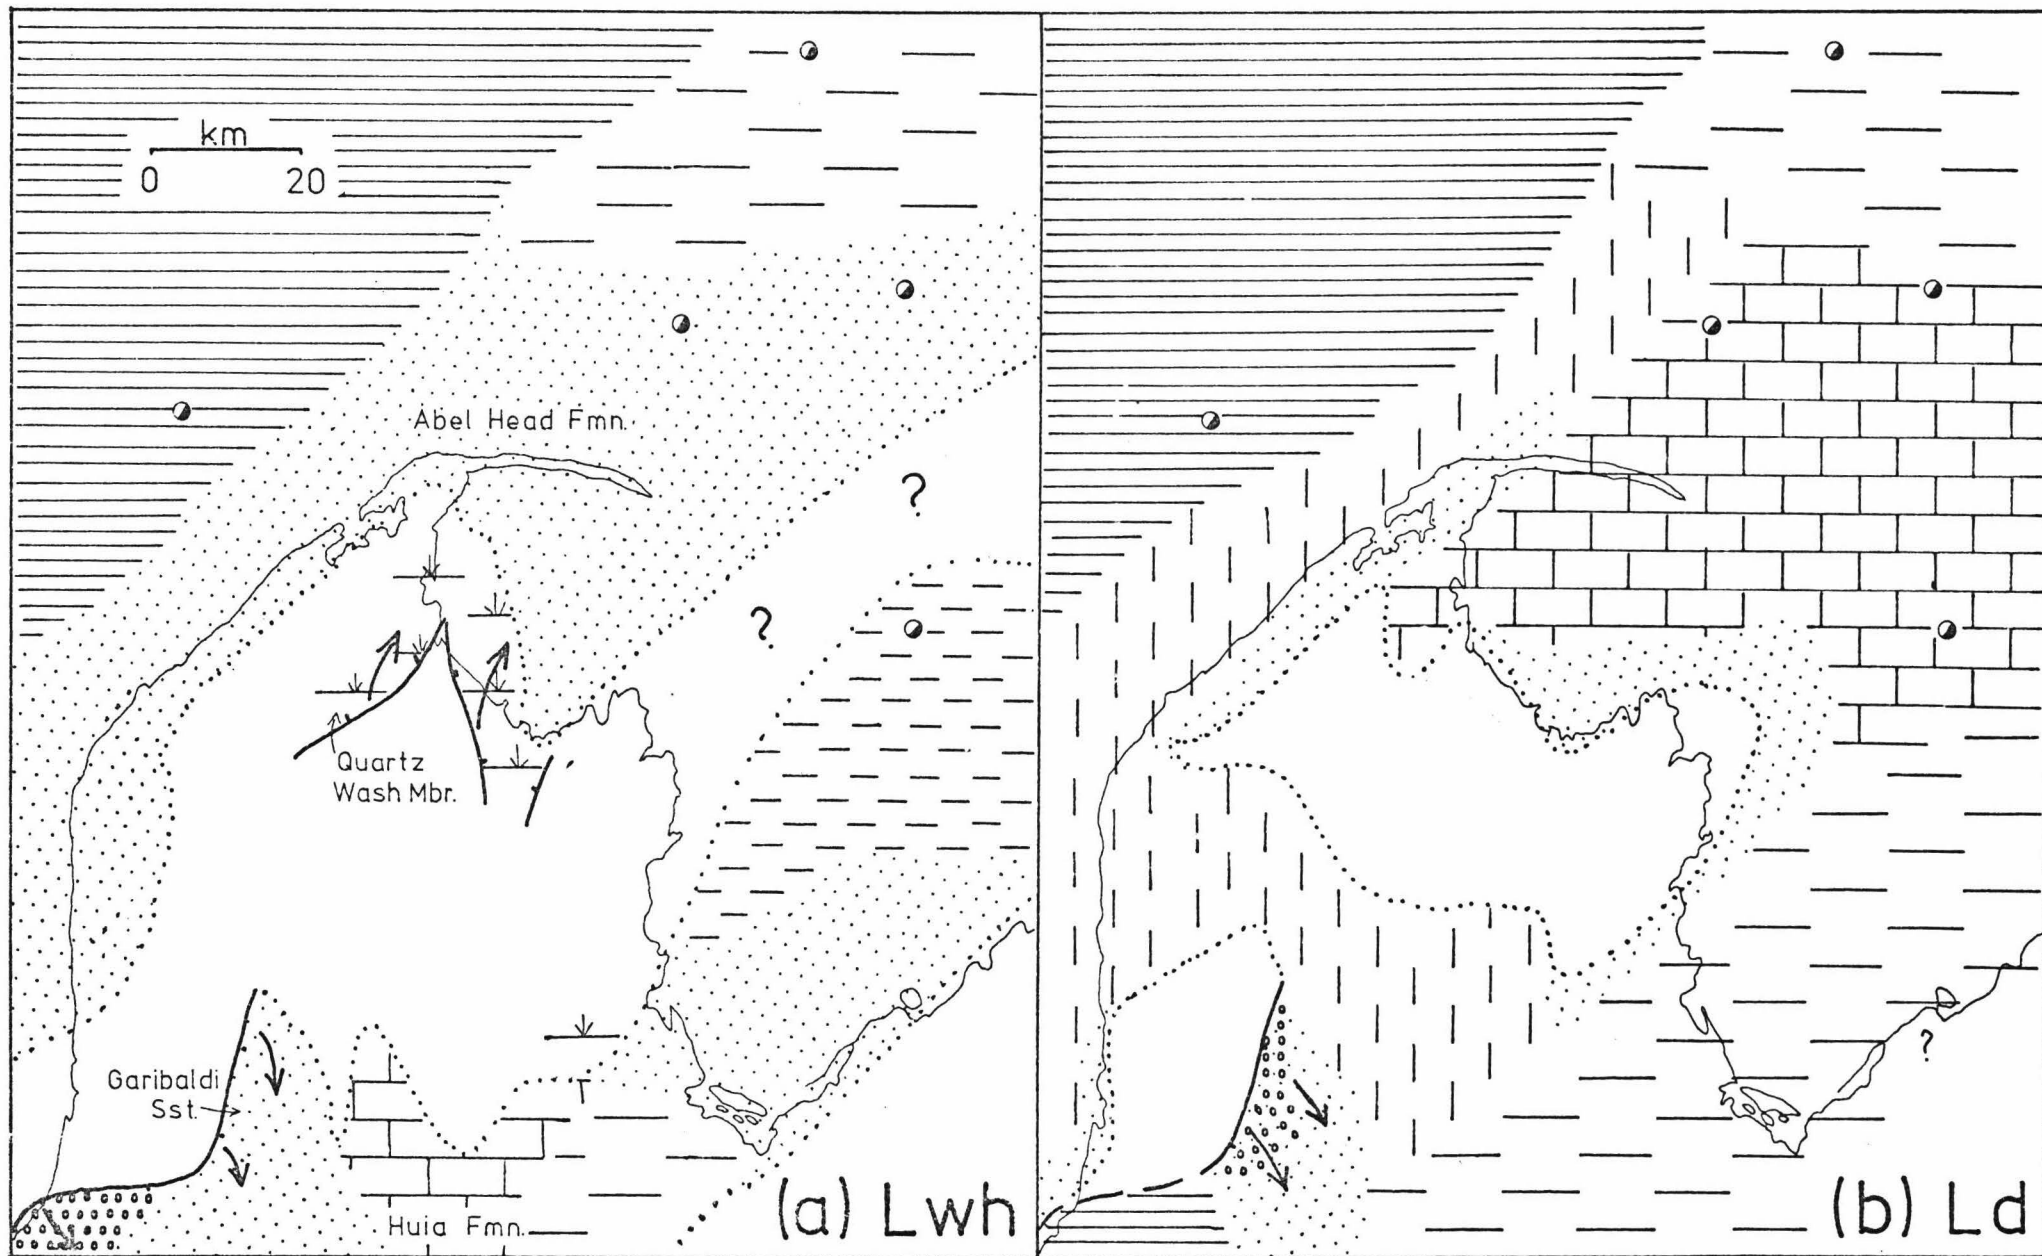 km
0 20
Abel Head Fmn.
?
?
Quartz
Wash Mbr.
Garibaldi
Sst.
T
Huia Fmn.
(a) Lwh
?
(b) Ld